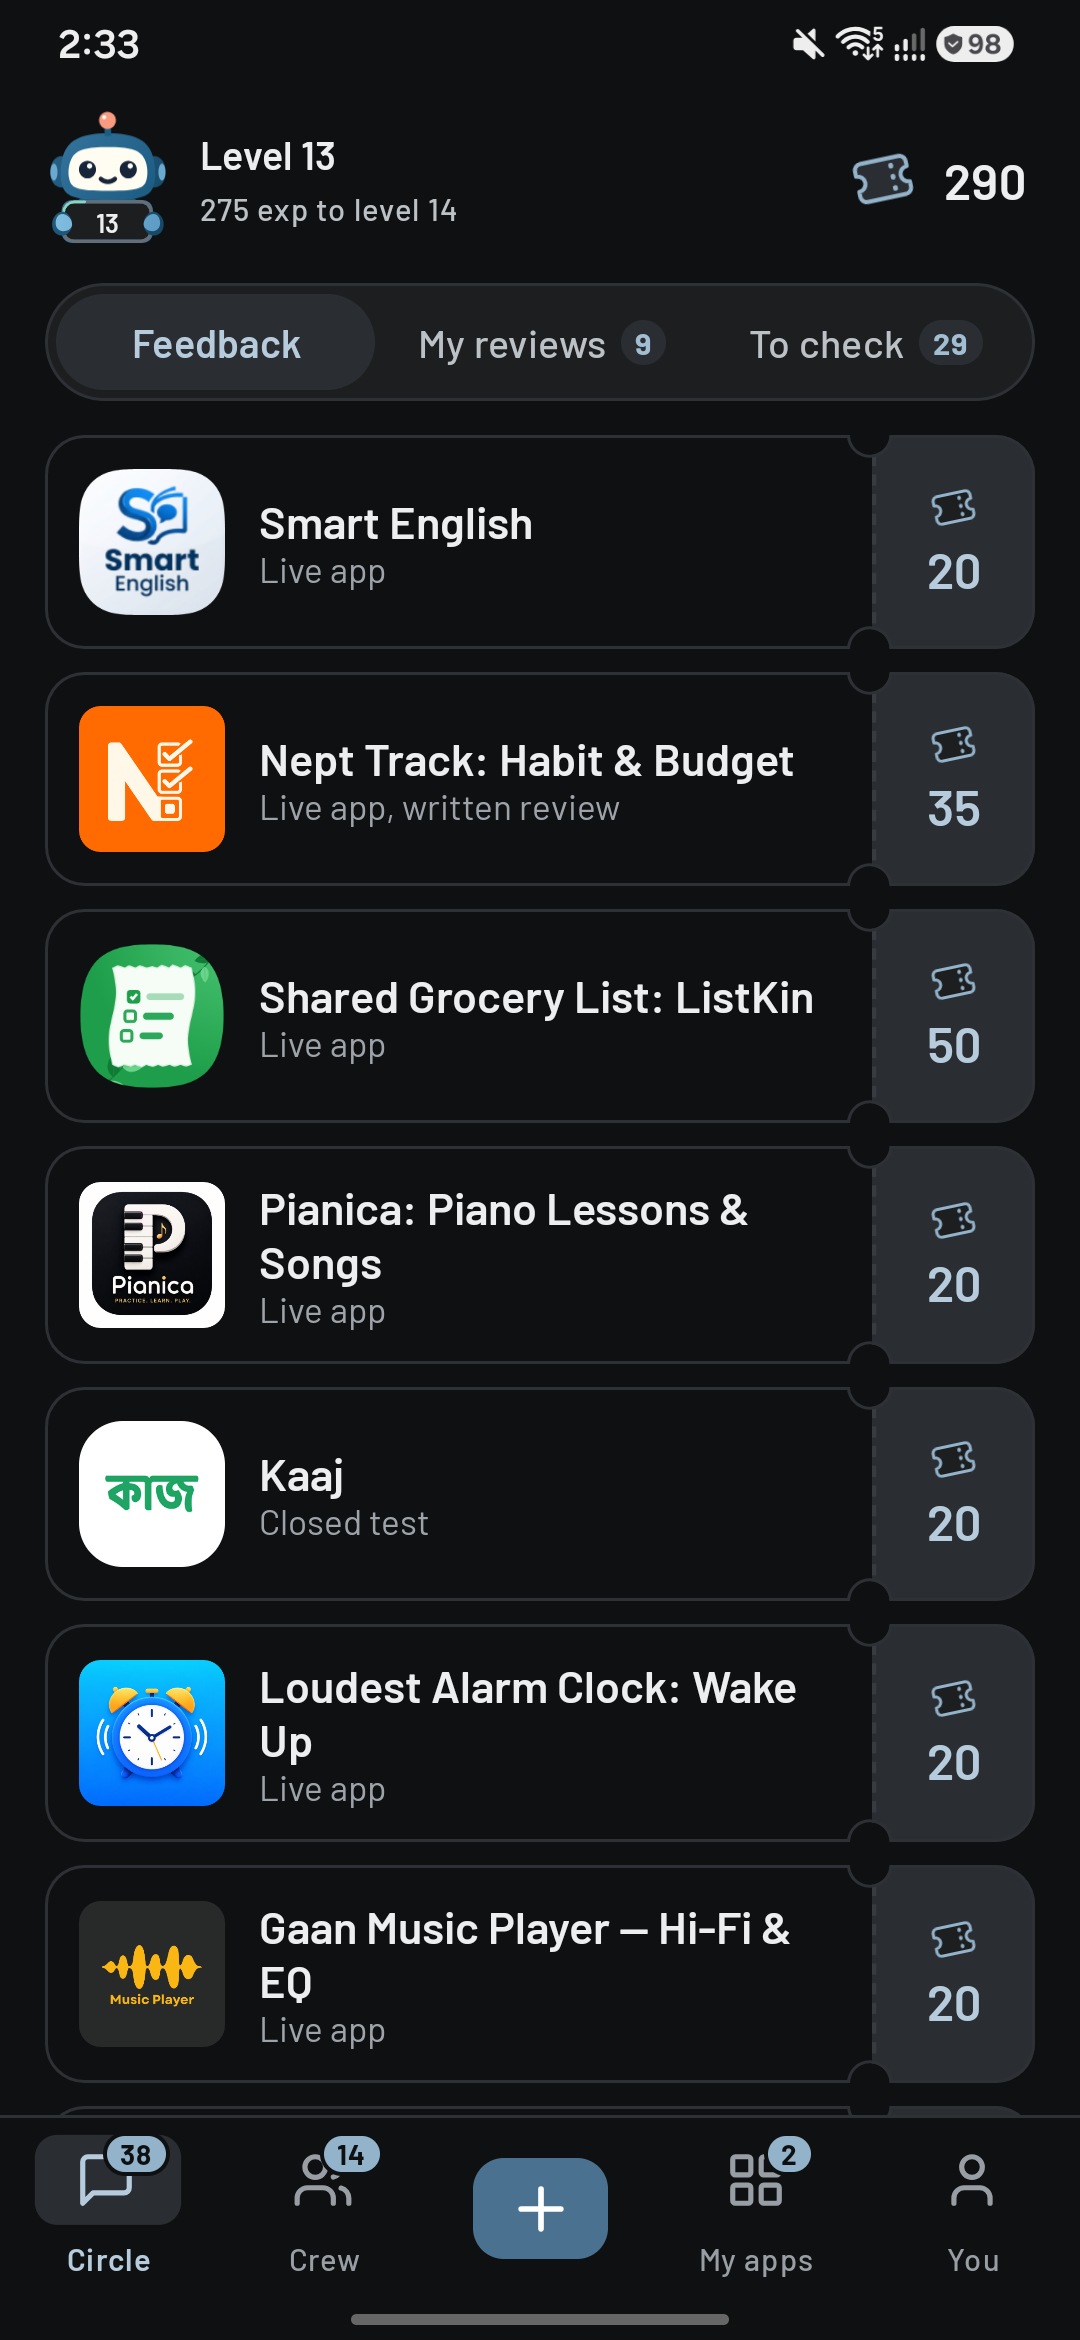 2:33
5
98
Level 13
275 exp to level 14
13
290
Feedback
My reviews 9
To check 29
Smart
English
Smart English
Live app
20
N
Nept Track: Habit & Budget
Live app, written review
35
Shared Grocery List: ListKin
Live app
50
Pianica
PRACTICE. LEARN. PLAY.
Pianica: Piano Lessons &
Songs
Live app
20
কাজ
Kaaj
Closed test
20
Loudest Alarm Clock: Wake
Up
Live app
20
Music Player
Gaan Music Player – Hi-Fi &
EQ
Live app
20
38
14
2
Circle
Crew
My apps
You